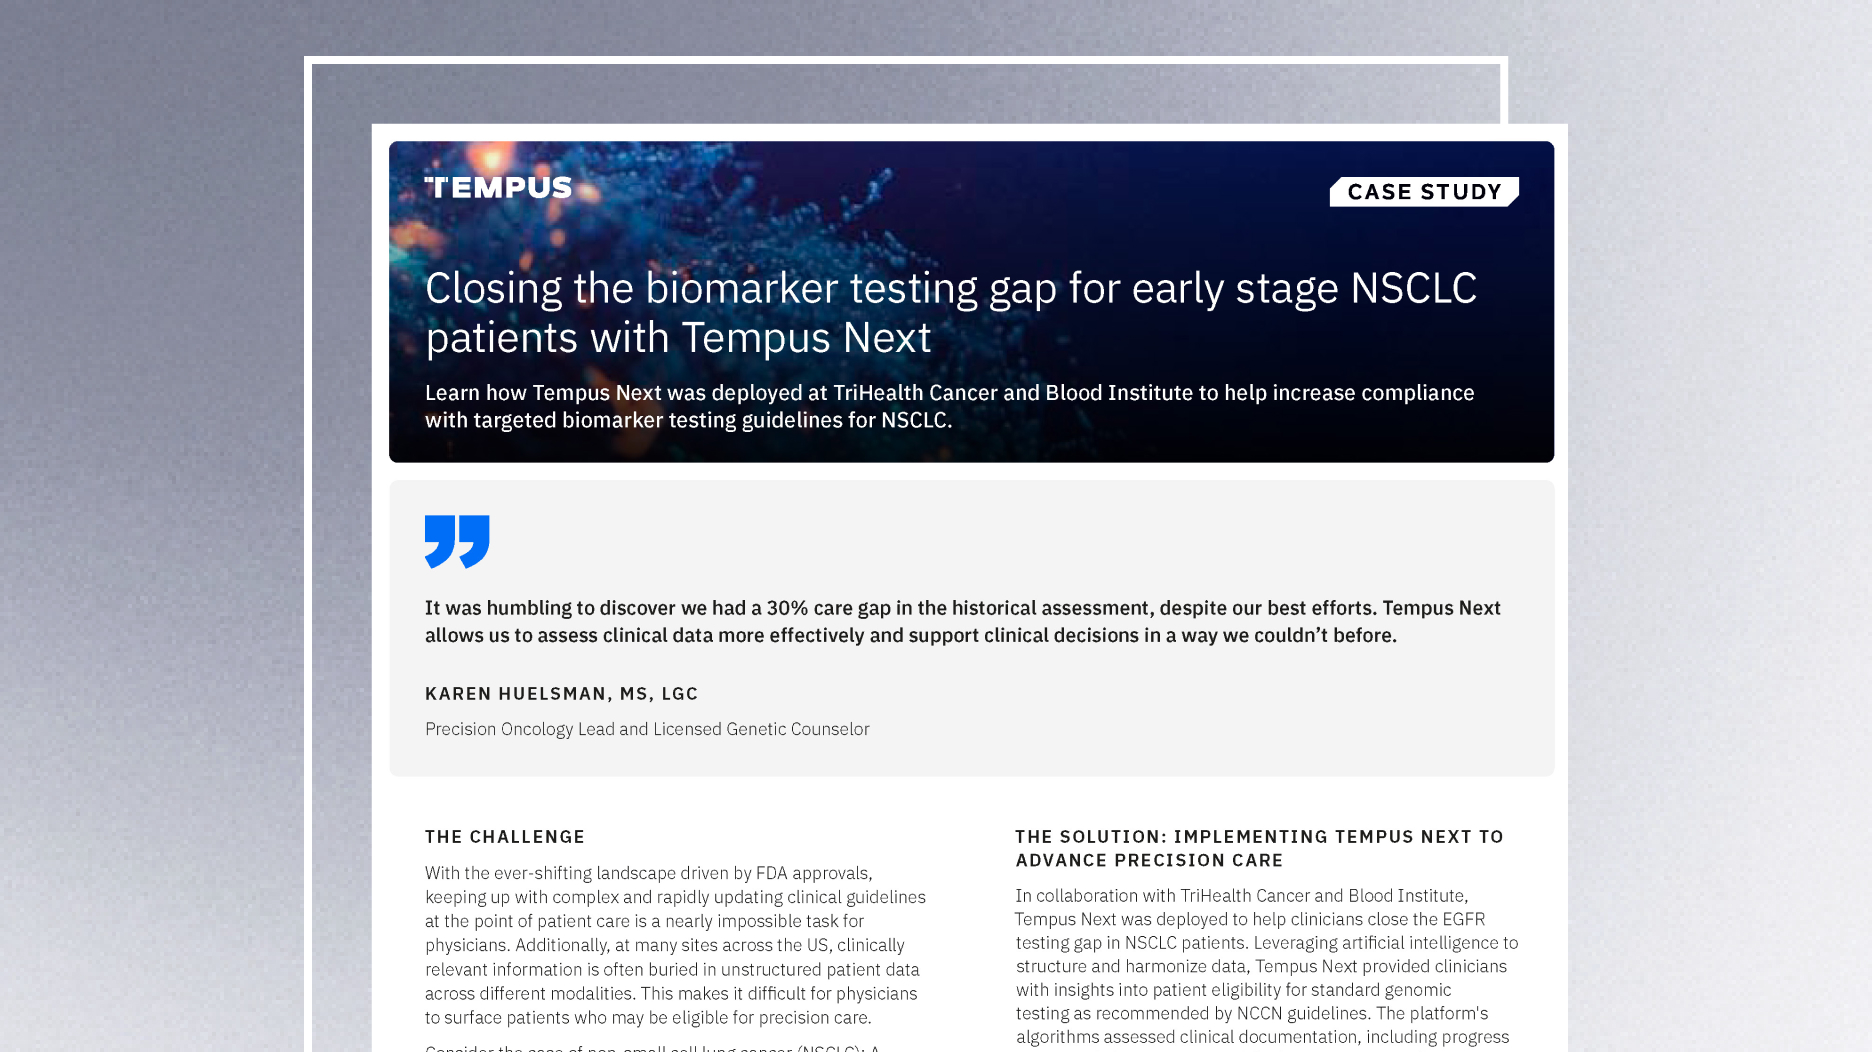 TEMPUS
CASE STUDY
Closing the biomarker testing gap for early stage NSCLC
patients with Tempus Next
Learn how Tempus Next was deployed at TriHealth Cancer and Blood Institute to help increase compliance
with targeted biomarker testing guidelines for NSCLC.
”
It was humbling to discover we had a 30% care gap in the historical assessment, despite our best efforts. Tempus Next
allows us to assess clinical data more effectively and support clinical decisions in a way we couldn’t before.
KAREN HUELSMAN, MS, LGC
Precision Oncology Lead and Licensed Genetic Counselor
THE CHALLENGE
With the ever-shifting landscape driven by FDA approvals,
keeping up with complex and rapidly updating clinical guidelines
at the point of patient care is a nearly impossible task for
physicians. Additionally, at many sites across the US, clinically
relevant information is often buried in unstructured patient data
across different modalities. This makes it difficult for physicians
to surface patients who may be eligible for precision care.
Consider the case of non-small cell lung cancer (NSCLC): A
THE SOLUTION: IMPLEMENTING TEMPUS NEXT TO
ADVANCE PRECISION CARE
In collaboration with TriHealth Cancer and Blood Institute,
Tempus Next was deployed to help clinicians close the EGFR
testing gap in NSCLC patients. Leveraging artificial intelligence to
structure and harmonize data, Tempus Next provided clinicians
with insights into patient eligibility for standard genomic
testing as recommended by NCCN guidelines. The platform's
algorithms assessed clinical documentation, including progress